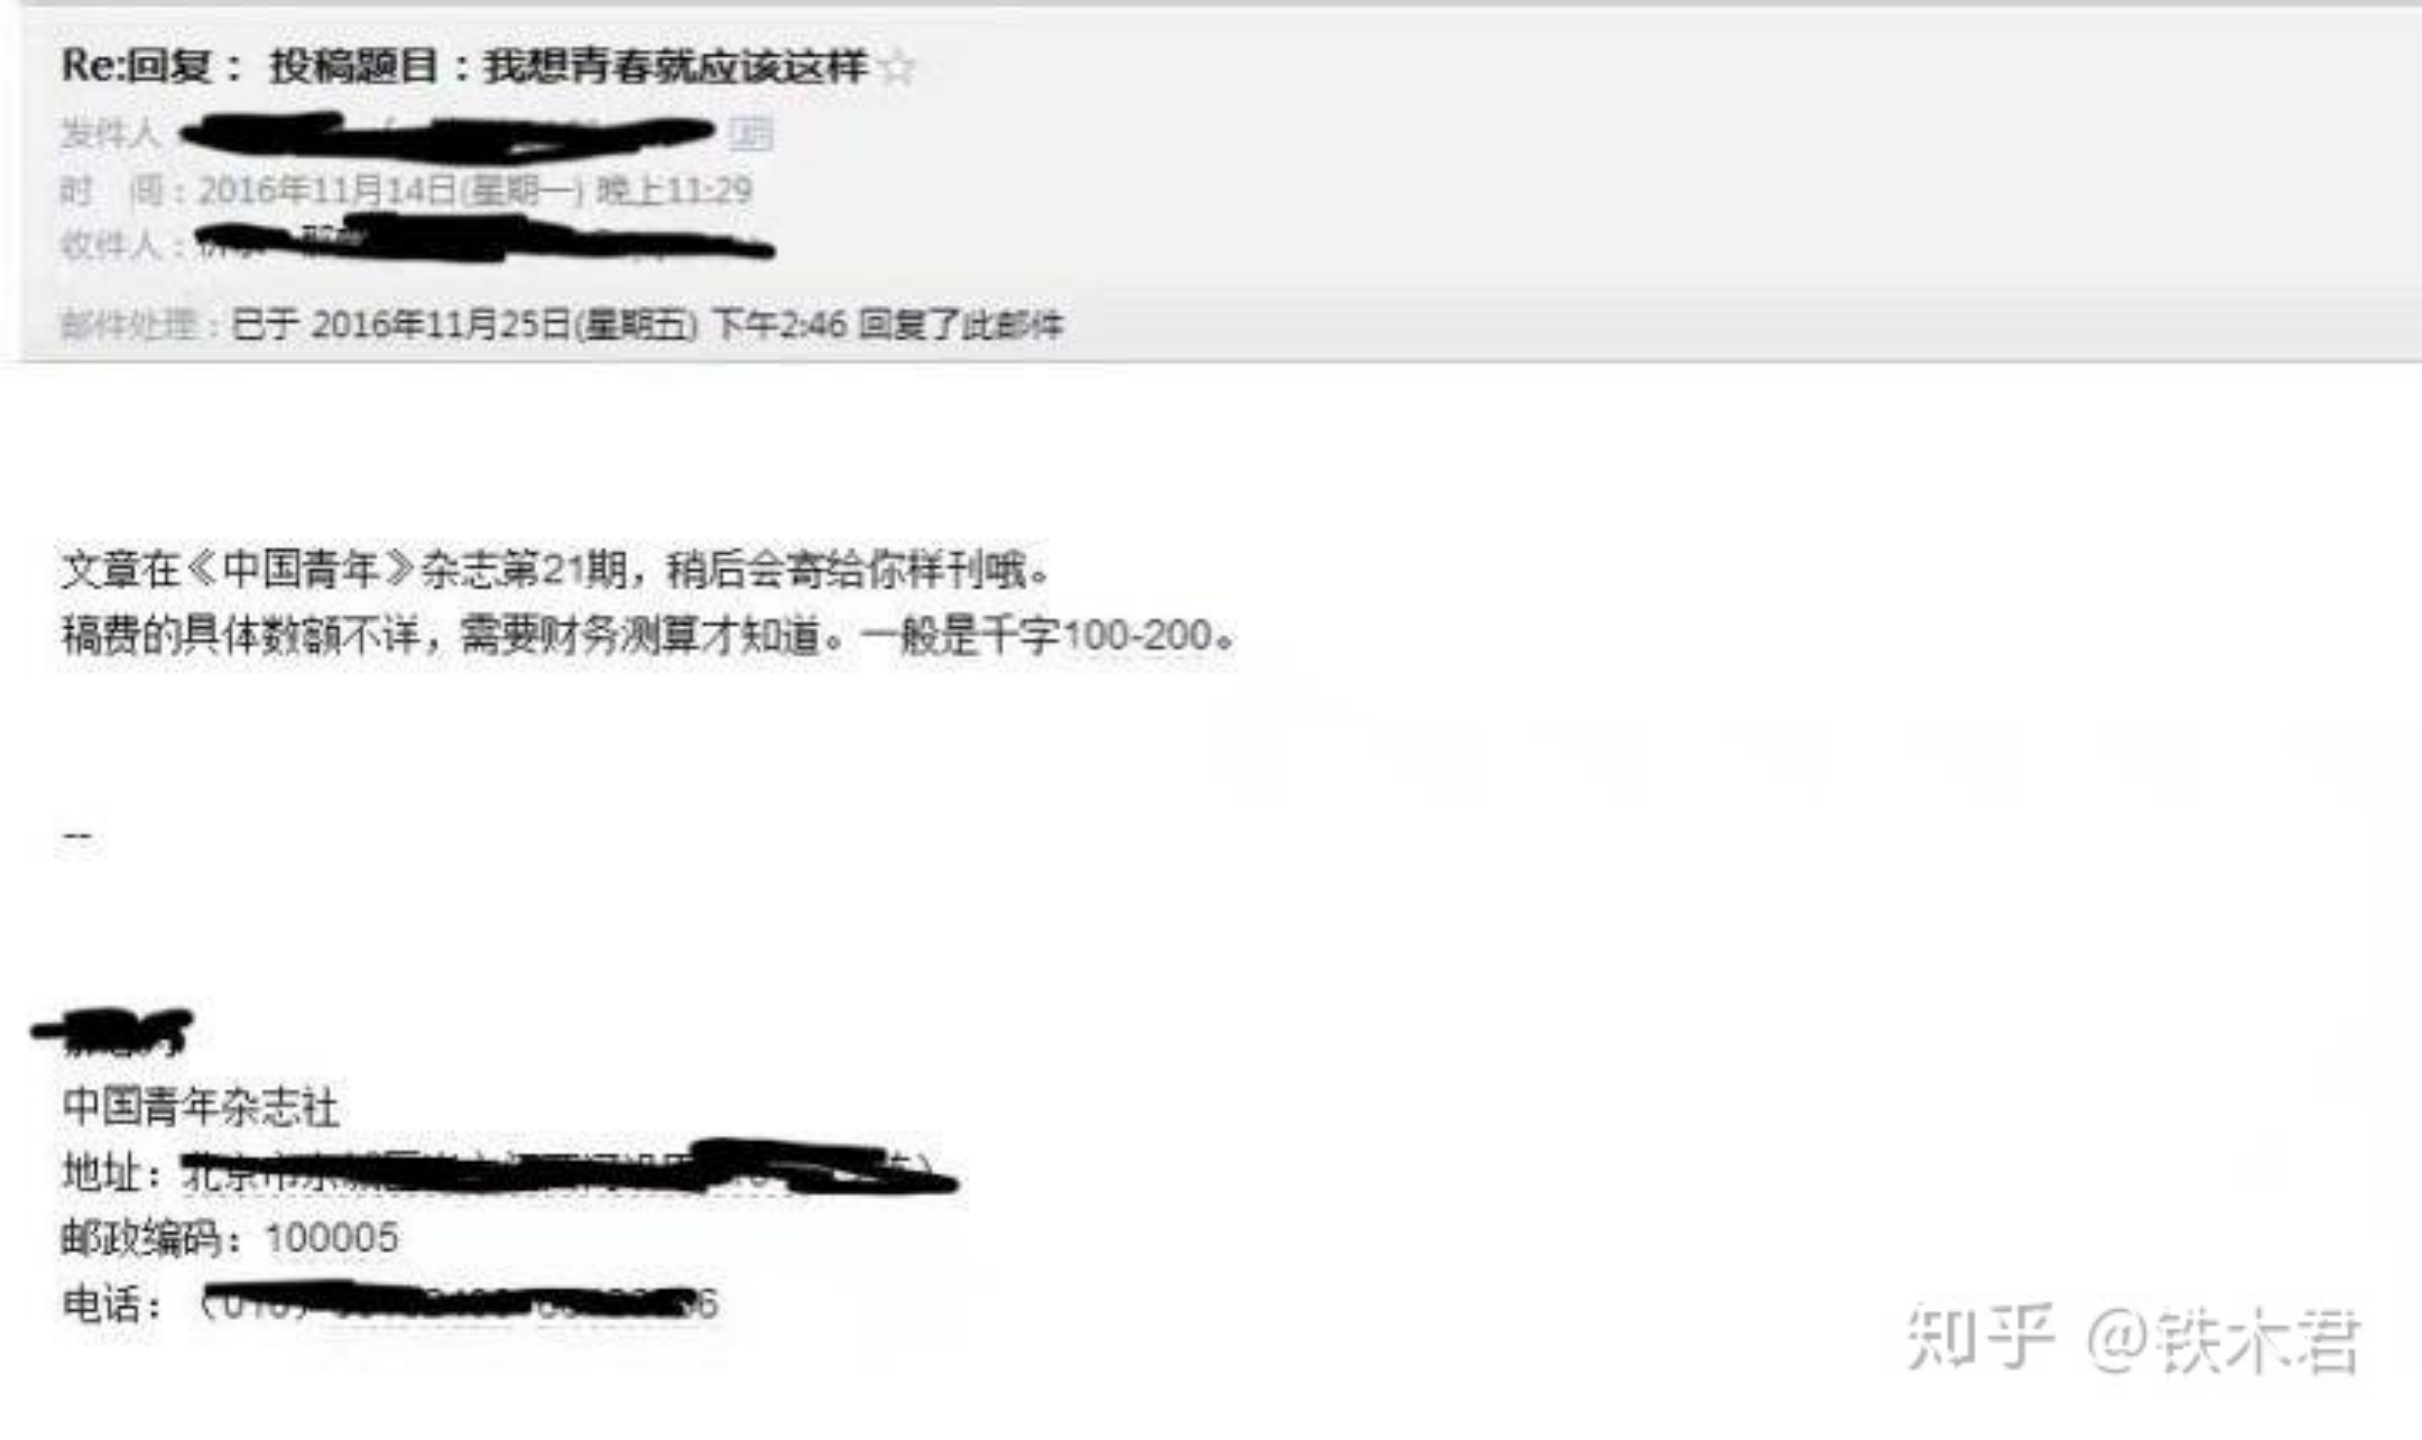 Re:回复： 投稿题目：我想青春就应该这样☆
发件人
时 间：2016年11月14日(星期一) 晚上11:29
收件人：
邮件处理：已于 2016年11月25日(星期五) 下午2:46 回复了此邮件
文章在《中国青年》杂志第21期，稍后会寄给你样刊哦。
稿费的具体数额不详，需要财务测算才知道。一般是千字100-200。
--
中国青年杂志社
地址：
邮政编码：100005
电话：
知乎 @铁木君